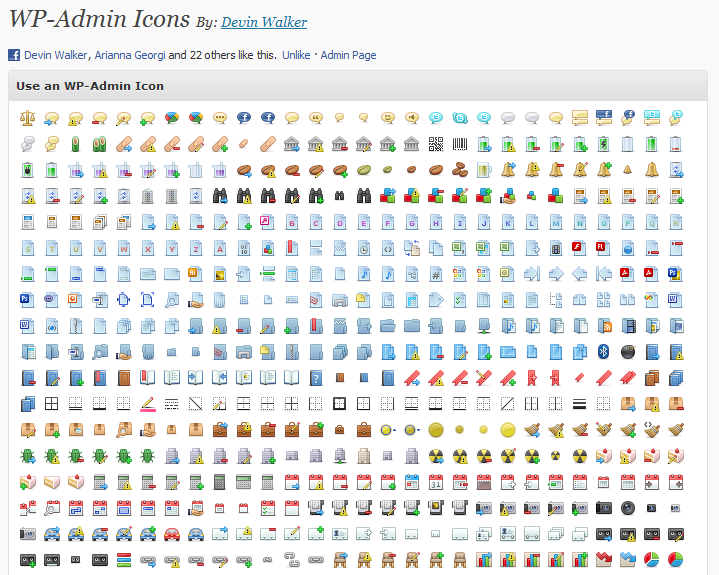 WP-Admin Icons By: Devin Walker
Devin Walker, Arianna Georgi and 22 others like this. Unlike · Admin Page
Use an WP-Admin Icon
B C D E F G H I J K L M N O P Q R
S T U V W X Y Z A